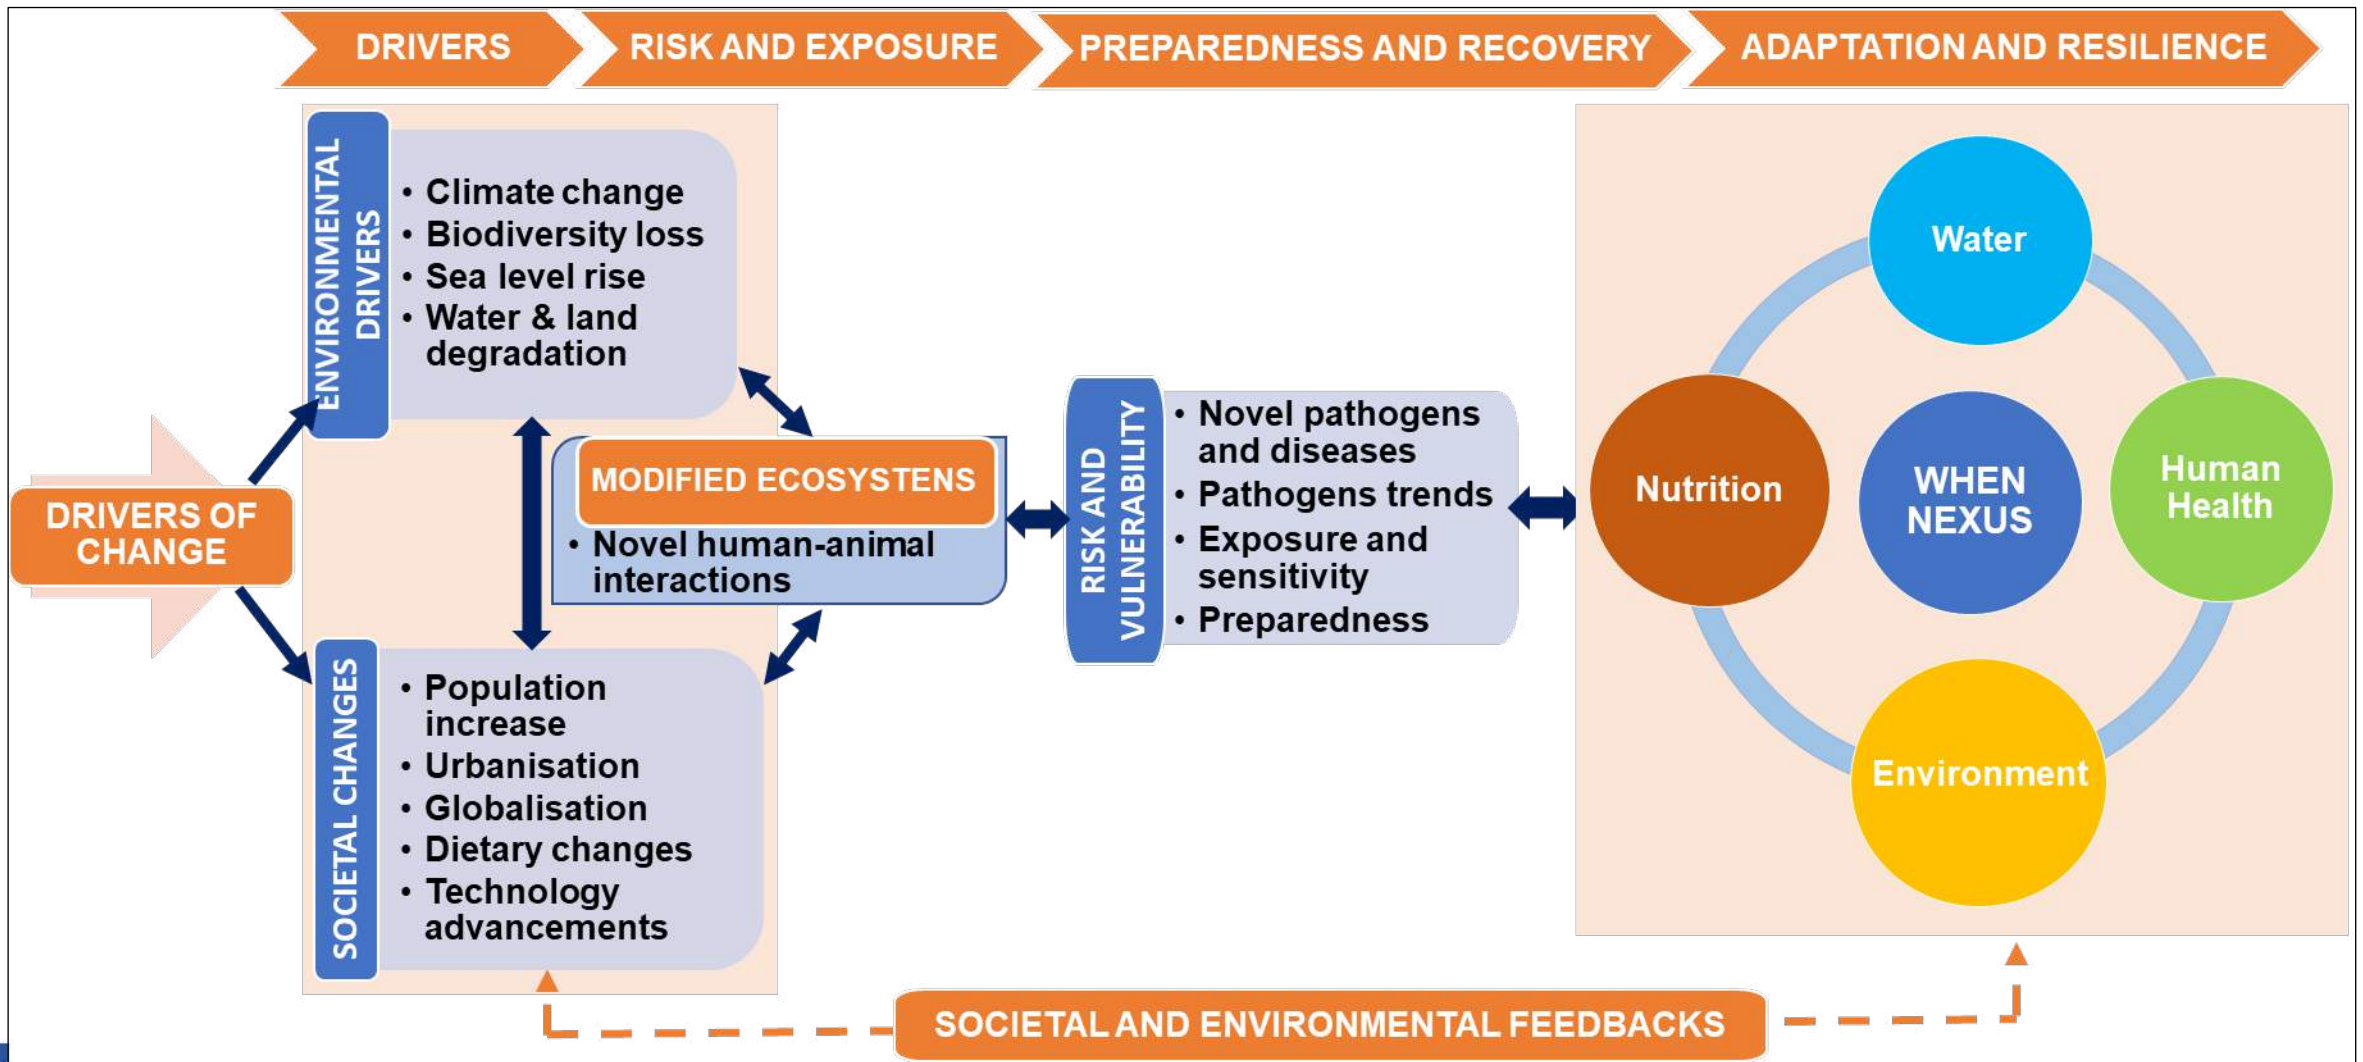 DRIVERS
RISK AND EXPOSURE
PREPAREDNESS AND RECOVERY
ADAPTATION AND RESILIENCE
DRIVERS OF
CHANGE
ENVIRONMENTAL
DRIVERS
• Climate change
• Biodiversity loss
• Sea level rise
• Water & land
degradation
MODIFIED ECOSYSTENS
• Novel human-animal
interactions
SOCIETAL CHANGES
• Population
increase
• Urbanisation
• Globalisation
• Dietary changes
• Technology
advancements
RISK AND
VULNERABILITY
• Novel pathogens
and diseases
• Pathogens trends
• Exposure and
sensitivity
• Preparedness
Water
Nutrition
WHEN
NEXUS
Human
Health
Environment
SOCIETAL AND ENVIRONMENTAL FEEDBACKS